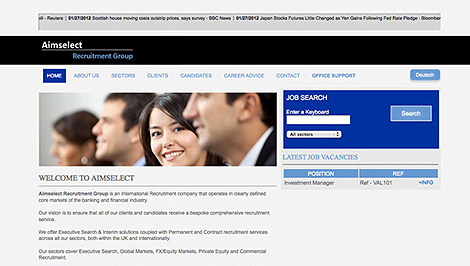 ill - Reuters | 01/27/2012 Scottish house moving costs outstrip prices, says survey - BBC News | 01/27/2012 Japan Stocks Futures Little Changed as Yen Gains Following Fed Rate Pledge - Bloomber
Aimselect
Recruitment Group
HOME ABOUT US SECTORS CLIENTS CANDIDATES CAREER ADVICE CONTACT OFFICE SUPPORT Deutsch
JOB SEARCH
Enter a Keyboard
Search
All sectors
LATEST JOB VACANCIES
POSITION REF
Investment Manager Ref - VAL101 +INFO
WELCOME TO AIMSELECT
Aimselect Recruitment Group is an International Recruitment company that operates in clearly defined
core markets of the banking and financial industry.
Our vision is to ensure that all of our clients and candidates receive a bespoke comprehensive recruitment
service.
We offer Executive Search & Interim solutions coupled with Permanent and Contract recruitment services
across all our sectors, both within the UK and Internationally.
Our sectors cover Executive Search, Global Markets, FX/Equity Markets, Private Equity and Commercial
Recruitment.